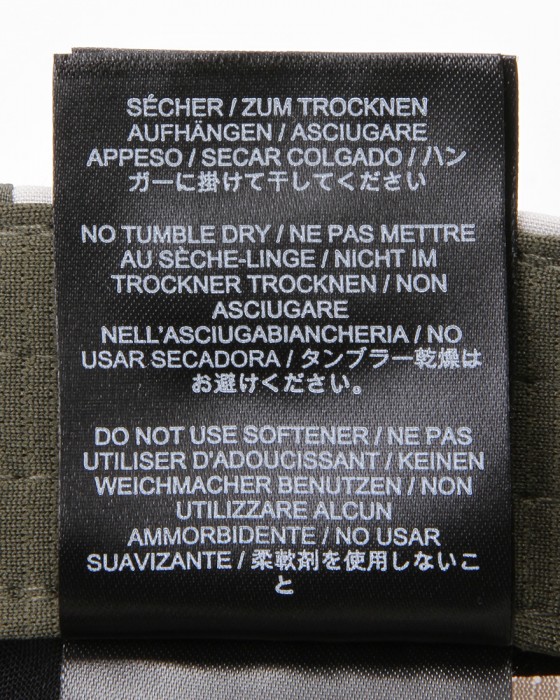 SÉCHER / ZUM TROCKNEN
AUFHÄNGEN / ASCIUGARE
APPESO / SECAR COLGADO / ハン
ガーに掛けて干してください
NO TUMBLE DRY / NE PAS METTRE
AU SÈCHE-LINGE / NICHT IM
TROCKNER TROCKNEN / NON
ASCIUGARE
NELL'ASCIUGABIANCHERIA / NO
USAR SECADORA / タンブラー乾燥は
お避けください。
DO NOT USE SOFTENER / NE PAS
UTILISER D'ADOUCISSANT / KEINEN
WEICHMACHER BENUTZEN / NON
UTILIZZARE ALCUN
AMMORBIDENTE / NO USAR
SUAVIZANTE / 柔軟剤を使用しないこ
と